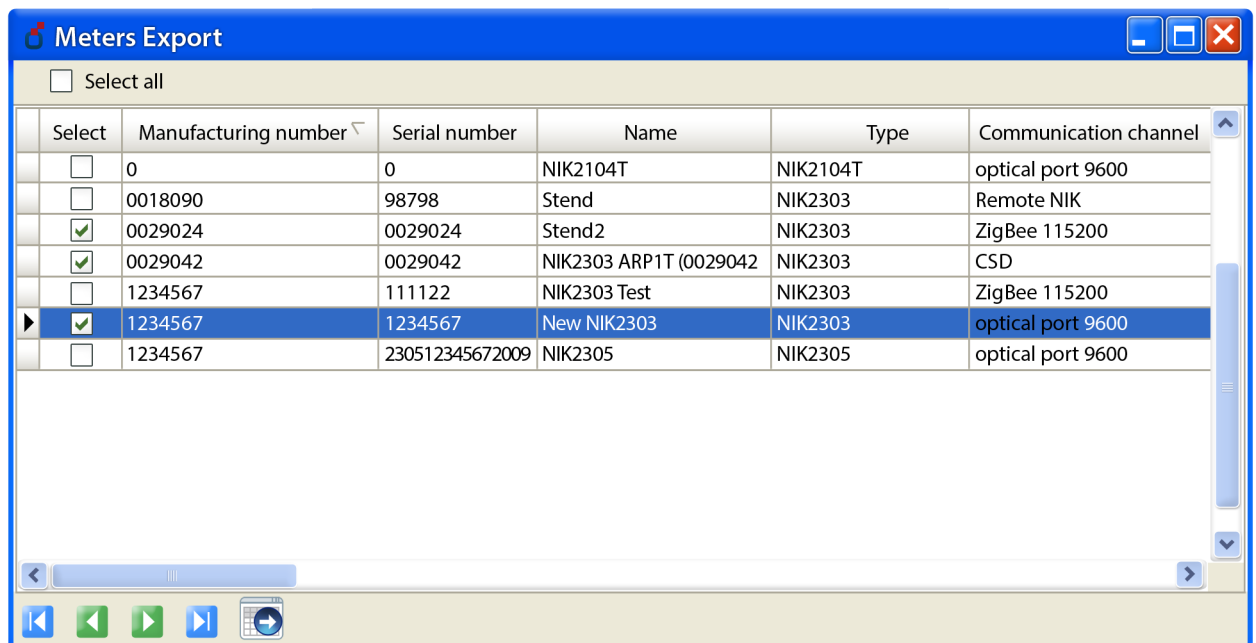 Meters Export
Select all
Select Manufacturing number Serial number Name Type Communication channel
0 0 NIK2104T NIK2104T optical port 9600
0018090 98798 Stend NIK2303 Remote NIK
0029024 0029024 Stend2 NIK2303 ZigBee 115200
0029042 0029042 NIK2303 ARP1T (0029042 NIK2303 CSD
1234567 111122 NIK2303 Test NIK2303 ZigBee 115200
1234567 1234567 New NIK2303 NIK2303 optical port 9600
1234567 230512345672009 NIK2305 NIK2305 optical port 9600